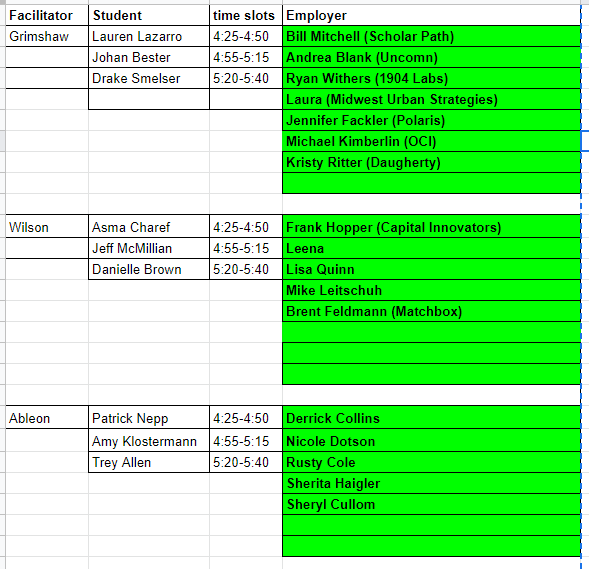 Facilitator Student time slots Employer
Grimshaw Lauren Lazarro 4:25-4:50 Bill Mitchell (Scholar Path)
Johan Bester 4:55-5:15 Andrea Blank (Uncomn)
Drake Smelser 5:20-5:40 Ryan Withers (1904 Labs)
Laura (Midwest Urban Strategies)
Jennifer Fackler (Polaris)
Michael Kimberlin (OCI)
Kristy Ritter (Daugherty)
Wilson Asma Charef 4:25-4:50 Frank Hopper (Capital Innovators)
Jeff McMillian 4:55-5:15 Leena
Danielle Brown 5:20-5:40 Lisa Quinn
Mike Leitschuh
Brent Feldmann (Matchbox)
Ableon Patrick Nepp 4:25-4:50 Derrick Collins
Amy Klostermann 4:55-5:15 Nicole Dotson
Trey Allen 5:20-5:40 Rusty Cole
Sherita Haigler
Sheryl Cullom